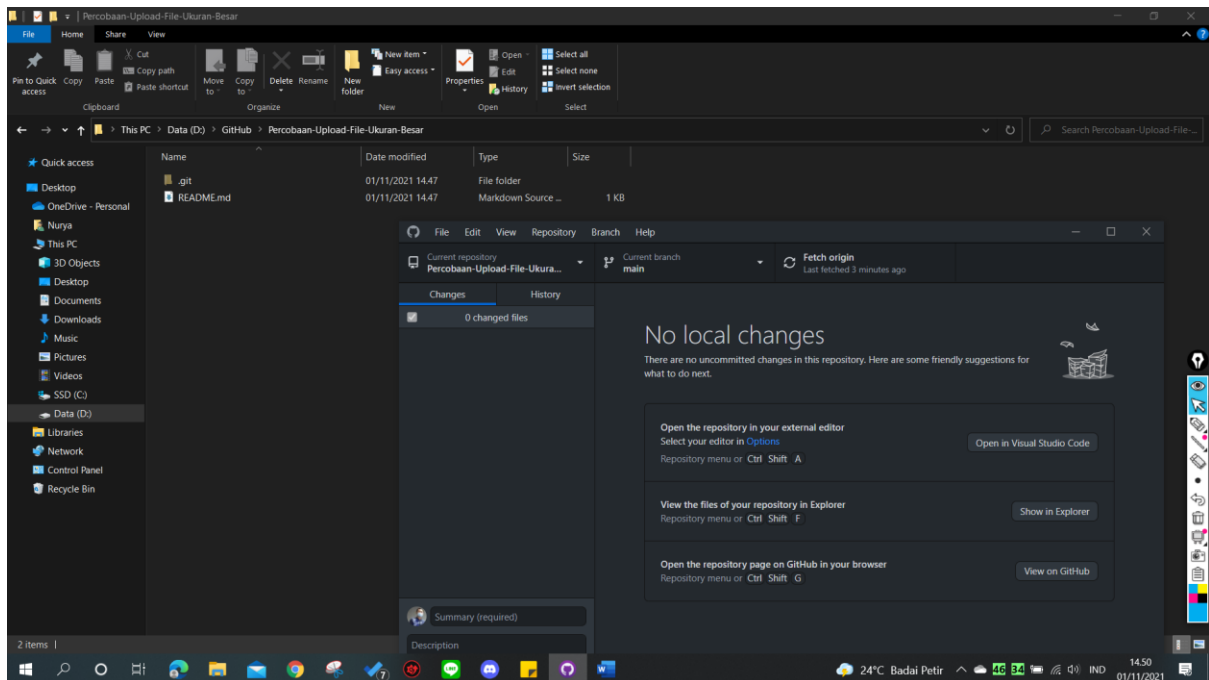 Percobaan-Upload-File-Ukuran-Besar
File Home Share View
Pin to Quick access
Copy
Paste
Cut
Copy path
Paste shortcut
Move to
Copy to
Delete
Rename
New folder
New item
Easy access
Properties
Open
Edit
History
Select all
Select none
Invert selection
Clipboard Organize New Open Select
This PC > Data (D:) > GitHub > Percobaan-Upload-File-Ukuran-Besar
Search Percobaan-Upload-File-...
Name Date modified Type Size
.git 01/11/2021 14.47 File folder
README.md 01/11/2021 14.47 Markdown Source ... 1 KB
Quick access
Desktop
OneDrive - Personal
Nurya
This PC
3D Objects
Desktop
Documents
Downloads
Music
Pictures
Videos
SSD (C:)
Data (D:)
Libraries
Network
Control Panel
Recycle Bin
2 items
File Edit View Repository Branch Help
Current repository
Percobaan-Upload-File-Ukura...
Current branch
main
Fetch origin
Last fetched 3 minutes ago
Changes History
0 changed files
No local changes
There are no uncommitted changes in this repository. Here are some friendly suggestions for
what to do next.
Open the repository in your external editor
Select your editor in Options
Repository menu or Ctrl Shift A
Open in Visual Studio Code
View the files of your repository in Explorer
Repository menu or Ctrl Shift F
Show in Explorer
Open the repository page on GitHub in your browser
Repository menu or Ctrl Shift G
View on GitHub
Summary (required)
Description
7
LINE
24°C Badai Petir
46 34
IND
14.50
01/11/2021